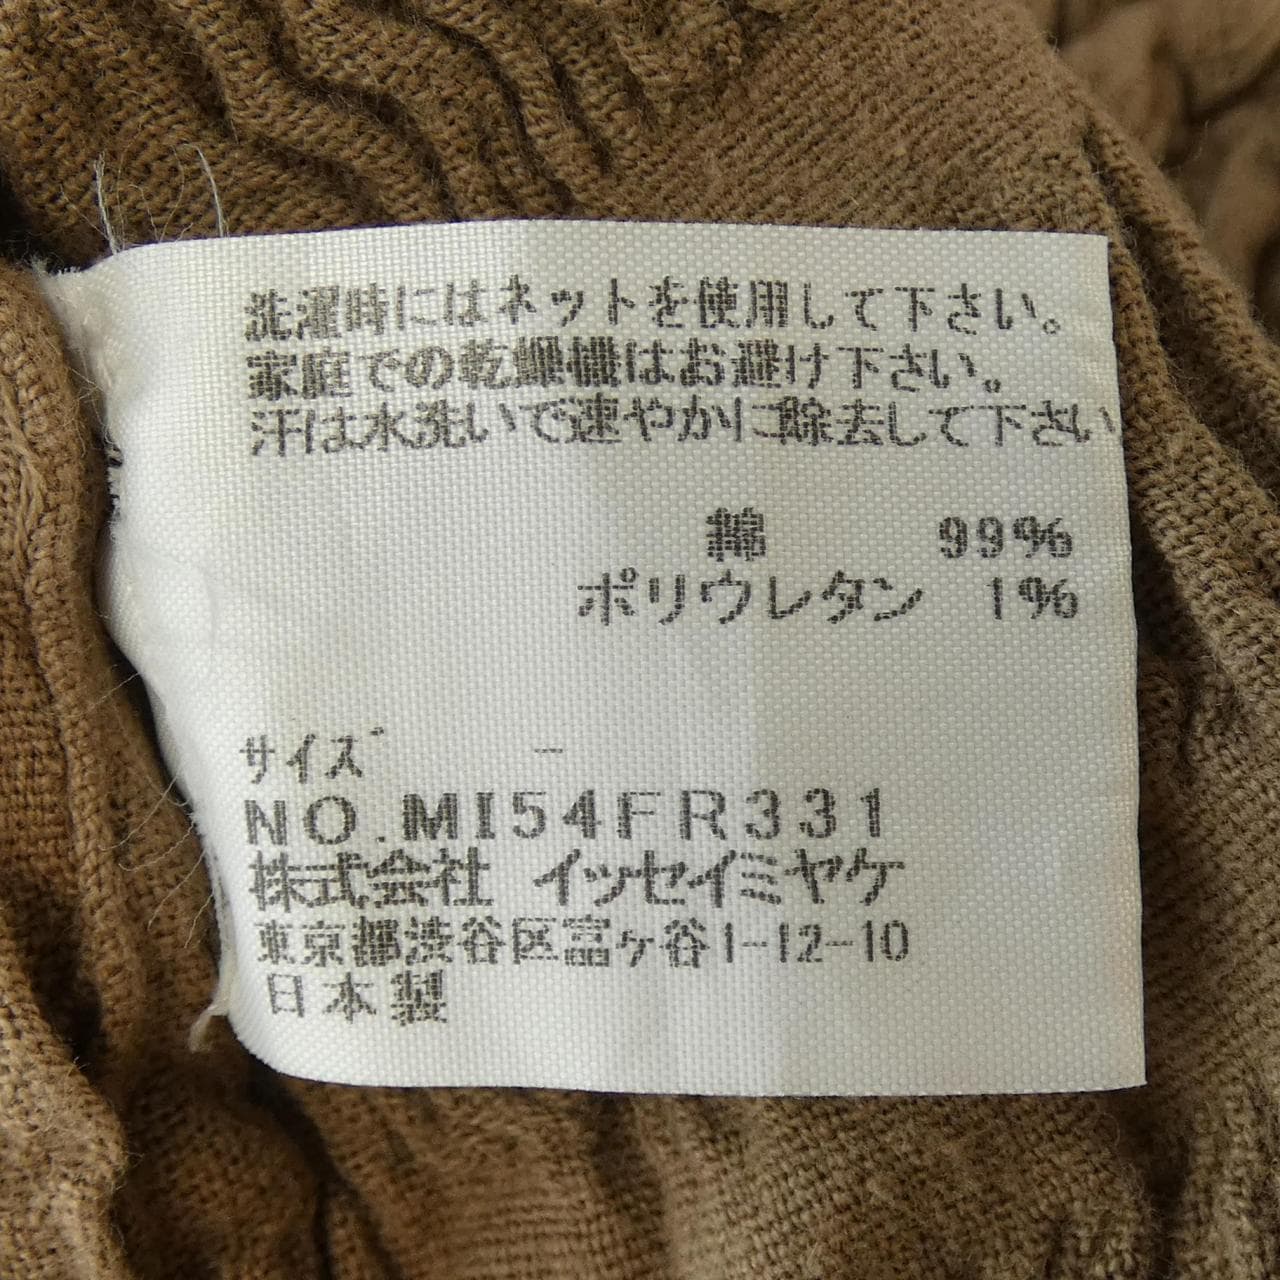 洗濯時にはネットを使用して下さい。
家庭での乾燥機はお避け下さい。
汗は水洗いで速やかに除去して下さい
綿 99%
ポリウレタン 1%
サイズ -
NO.MI54FR331
株式会社 イッセイミヤケ
東京都渋谷区富ヶ谷1-12-10
日本製